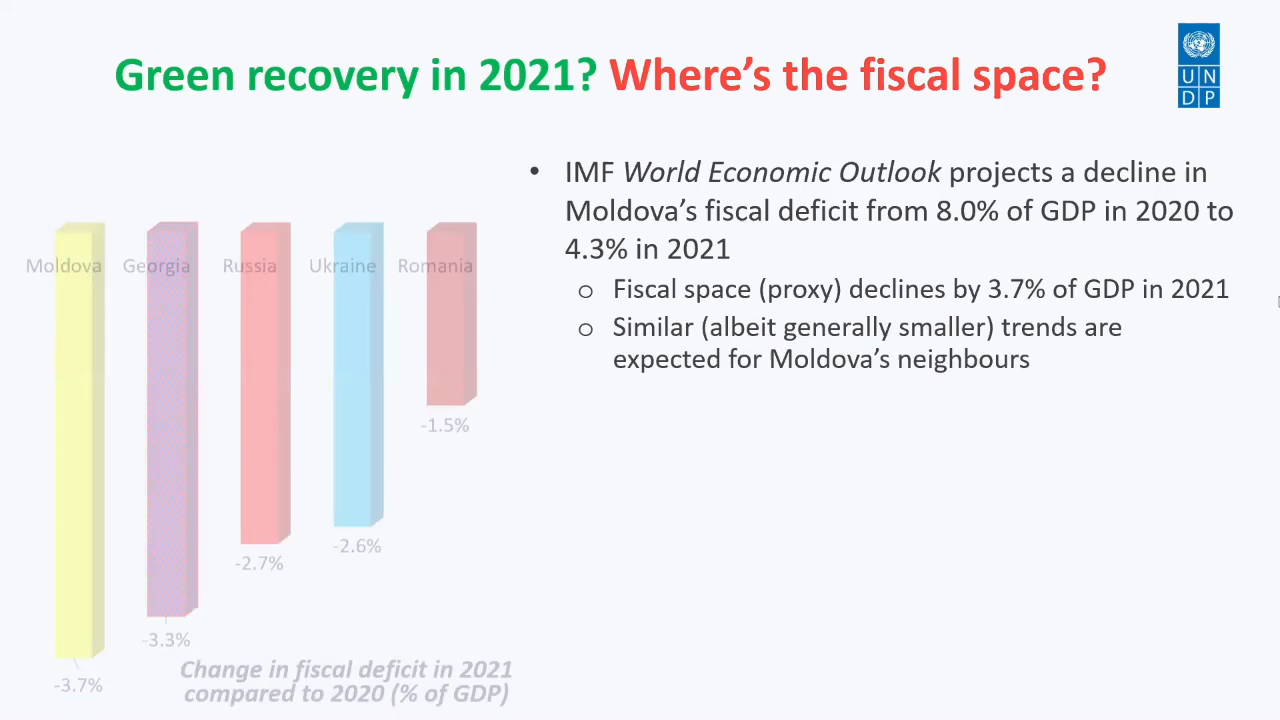 Green recovery in 2021? Where's the fiscal space?
U N
D P
• IMF World Economic Outlook projects a decline in
Moldova's fiscal deficit from 8.0% of GDP in 2020 to
4.3% in 2021
o Fiscal space (proxy) declines by 3.7% of GDP in 2021
o Similar (albeit generally smaller) trends are
expected for Moldova's neighbours
Moldova Georgia Russia Ukraine Romania
-1.5%
-2.6%
-2.7%
-3.3%
-3.7%
Change in fiscal deficit in 2021
compared to 2020 (% of GDP)